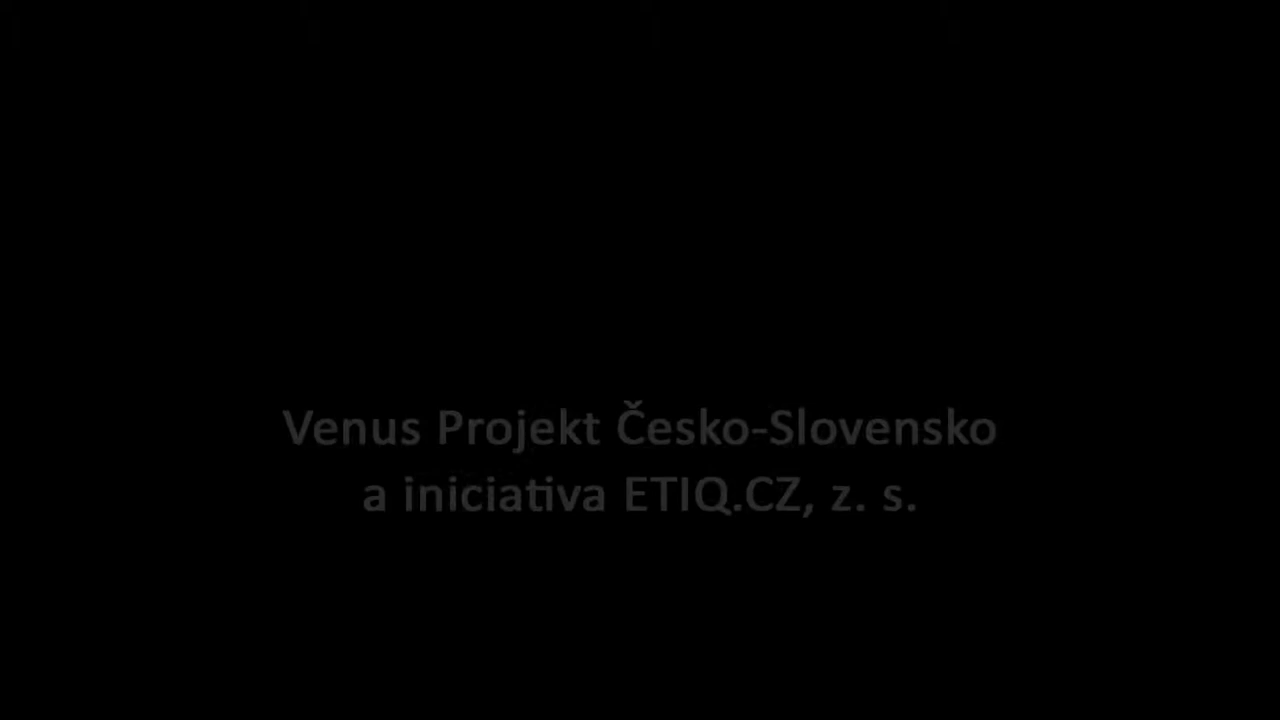 Venus Projekt Česko-Slovensko
a iniciativa ETIQ.CZ, z. s.